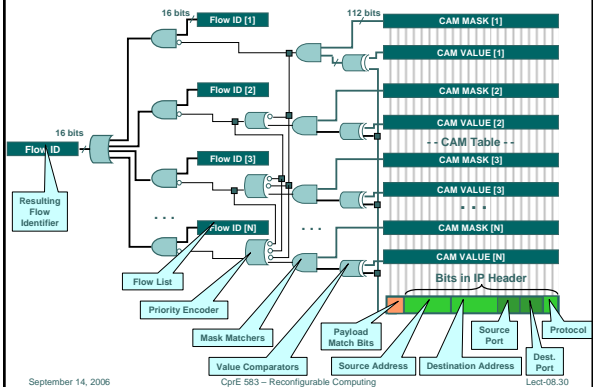 16 bits
Flow ID [1]
112 bits
CAM MASK [1]
CAM VALUE [1]
Flow ID [2]
CAM MASK [2]
CAM VALUE [2]
- - CAM Table - -
16 bits
Flow ID
Flow ID [3]
CAM MASK [3]
CAM VALUE [3]
Resulting
Flow
Identifier
. . .
Flow ID [N]
. . .
. . .
CAM MASK [N]
CAM VALUE [N]
Flow List
Bits in IP Header
Priority Encoder
Mask Matchers
Value Comparators
Payload
Match Bits
Source Address
Destination Address
Source
Port
Dest.
Port
Protocol
September 14, 2006
CprE 583 – Reconfigurable Computing
Lect-08.30